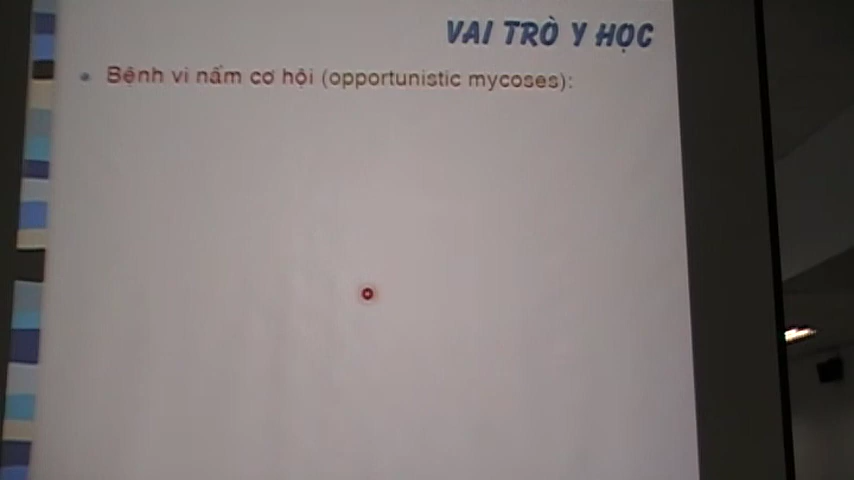 VAI TRÒ Y HỌC
Bệnh vi nấm cơ hội (opportunistic mycoses):